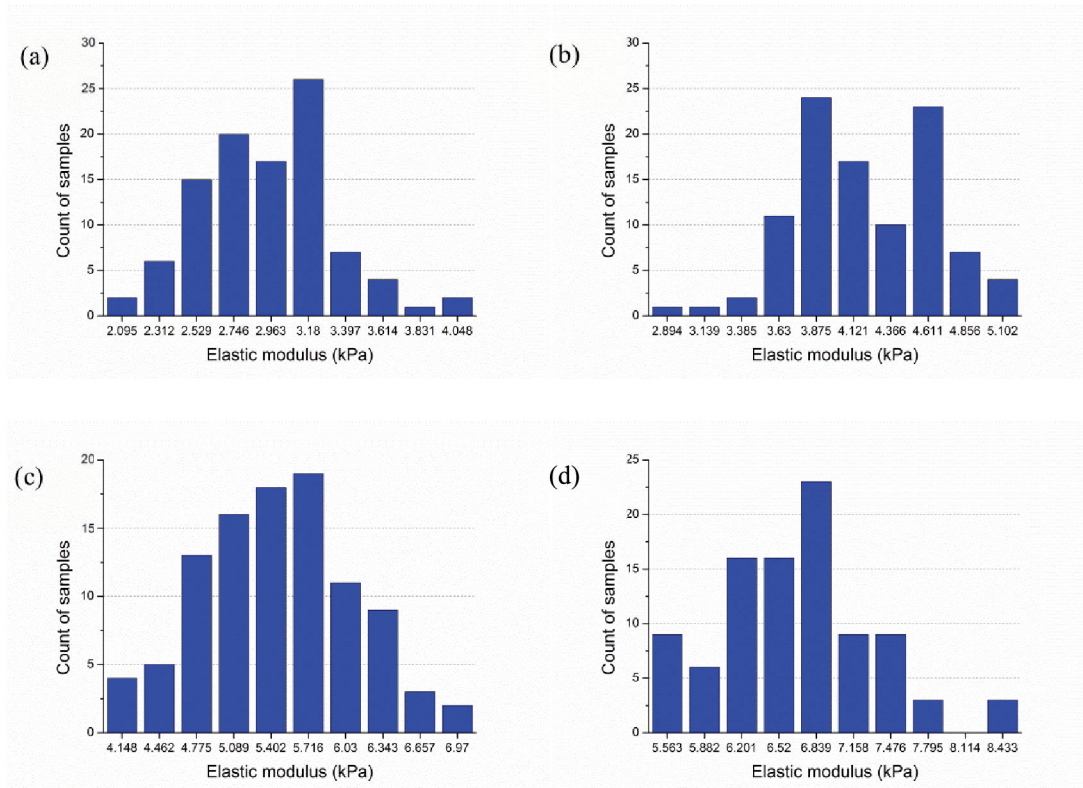 (a)
30
25
20
15
10
5
0
Count of samples
2.095 2.312 2.529 2.746 2.963 3.18 3.397 3.614 3.831 4.048
Elastic modulus (kPa)
(b)
30
25
20
15
10
5
0
Count of samples
2.894 3.139 3.385 3.63 3.875 4.121 4.366 4.611 4.856 5.102
Elastic modulus (kPa)
(c)
20
15
10
5
0
Count of samples
4.148 4.462 4.775 5.089 5.402 5.716 6.03 6.343 6.657 6.97
Elastic modulus (kPa)
(d)
25
20
15
10
5
0
Count of samples
5.563 5.882 6.201 6.52 6.839 7.158 7.476 7.795 8.114 8.433
Elastic modulus (kPa)